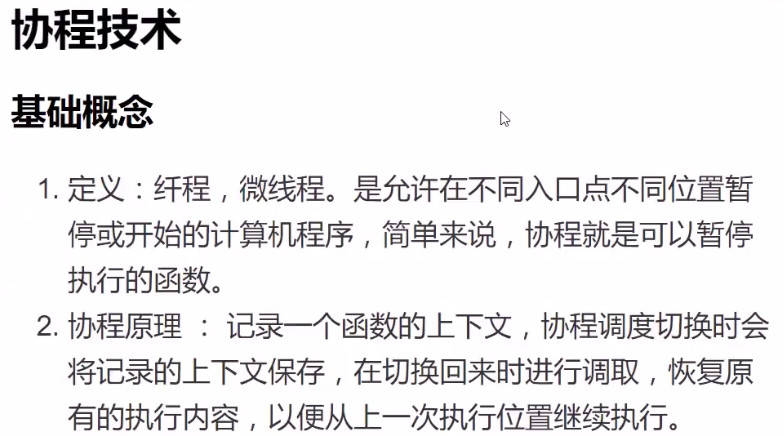 协程技术
基础概念
1. 定义：纤程，微线程。是允许在不同入口点不同位置暂
停或开始的计算机程序，简单来说，协程就是可以暂停
执行的函数。
2. 协程原理 ： 记录一个函数的上下文，协程调度切换时会
将记录的上下文保存，在切换回来时进行调取，恢复原
有的执行内容，以便从上一次执行位置继续执行。